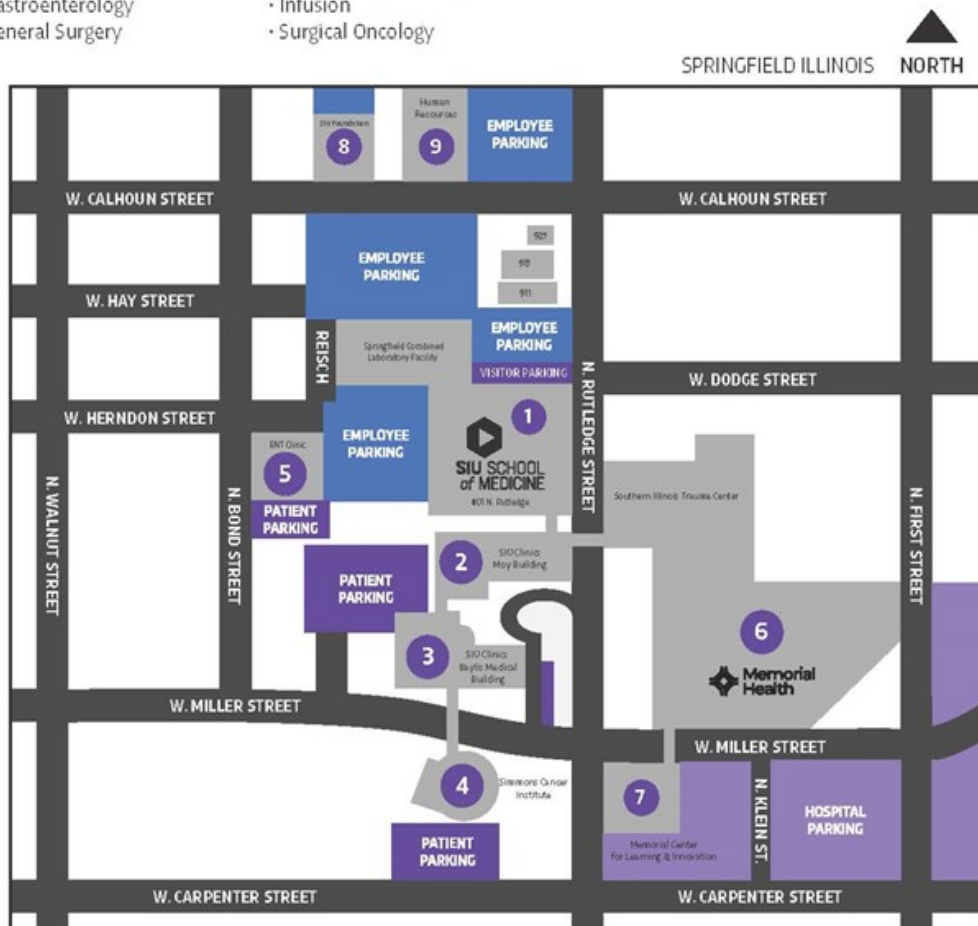 astroenterology
eneral Surgery
· Infusion
· Surgical Oncology
SPRINGFIELD ILLINOIS NORTH
SIU Foundation
8
Human
Resources
9
EMPLOYEE
PARKING
W. CALHOUN STREET
W. CALHOUN STREET
EMPLOYEE
PARKING
911
W. HAY STREET
REISCH
Springfield Combined
Laboratory Facility
EMPLOYEE
PARKING
VISITOR PARKING
W. DODGE STREET
N. RUTLEDGE STREET
W. HERNDON STREET
ENT Clinic
5
PATIENT
PARKING
EMPLOYEE
PARKING
1
SIU SCHOOL
of MEDICINE
801 N. Rutledge
Southern Illinois Trauma Center
N. WALNUT STREET
N. BOND STREET
N. FIRST STREET
PATIENT
PARKING
2
SIU Clinics
Moy Building
3
SIU Clinics
Baylis Medical
Building
6
Memorial
Health
W. MILLER STREET
W. MILLER STREET
4
Simmons Cancer
Institute
PATIENT
PARKING
7
Memorial Center
for Learning & Innovation
N. KLEIN ST.
HOSPITAL
PARKING
W. CARPENTER STREET
W. CARPENTER STREET